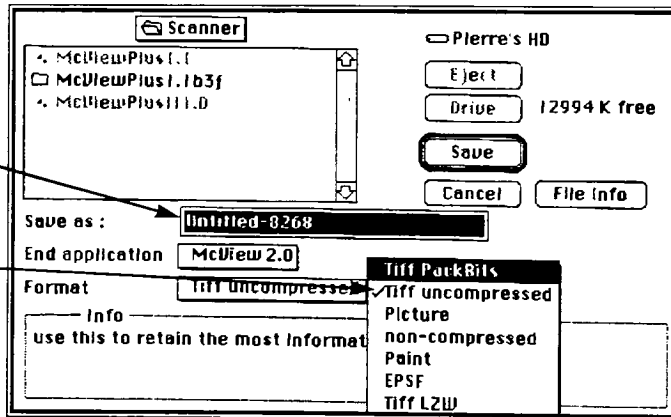 Scanner
Pierre's HD
McViewPlus1.1
McViewPlus1.1b3f
McViewPlus111.0
Eject
Drive
12994 K free
Save
Cancel
File Info
Save as :
Untitled-8268
End application
McView 2.0
Format
Tiff uncompressed
Tiff PackBits
✓Tiff uncompressed
Picture
non-compressed
Paint
EPSF
Tiff LZW
Info
use this to retain the most informat